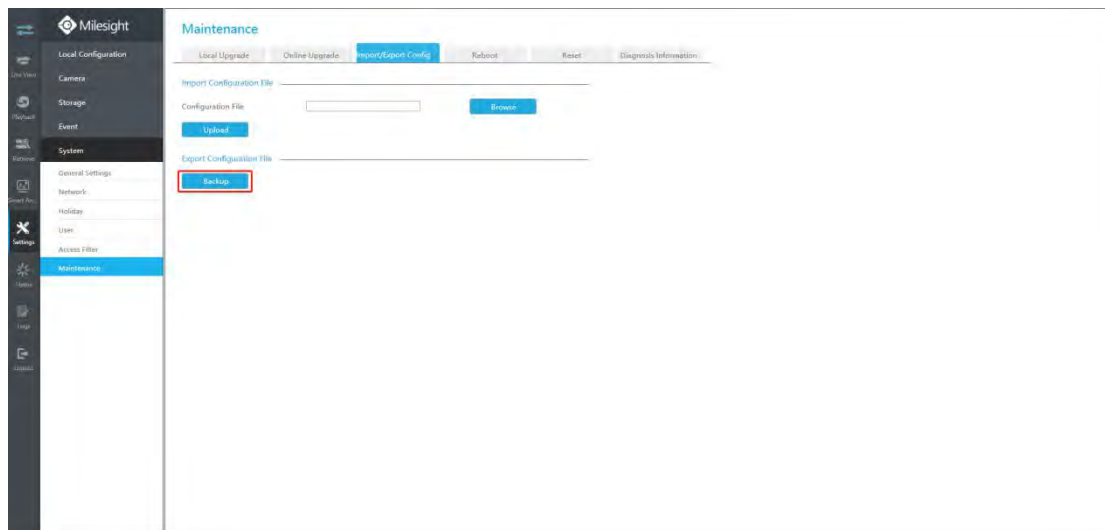 Milesight
Local Configuration
Camera
Storage
Event
System
General Settings
Network
Holiday
User
Access Filter
Maintenance
Live View
Playback
Retrieve
Settings
Status
Logs
Logout
Maintenance
Local Upgrade
Online Upgrade
Import/Export Config
Reboot
Reset
Diagnosis Information
Import Configuration File
Configuration File
Browse
Upload
Export Configuration File
Backup